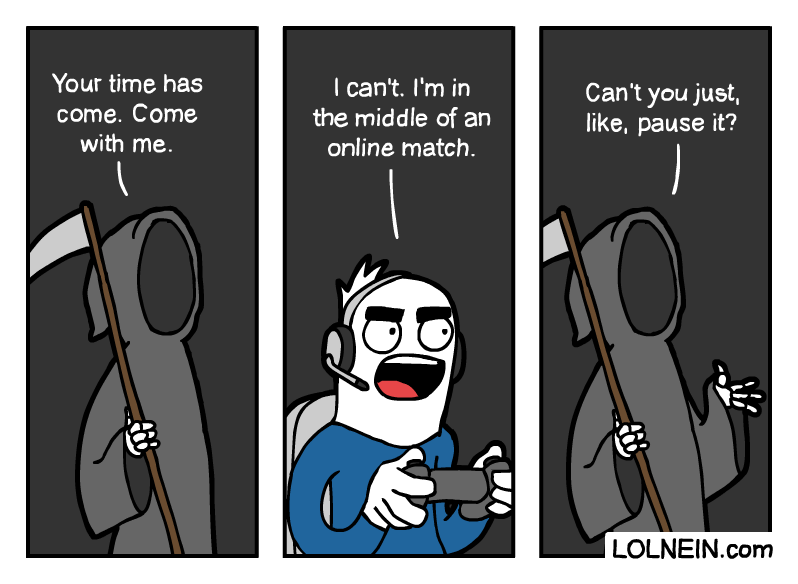 Your time has
come. Come
with me.
I can't. I'm in
the middle of an
online match.
Can't you just,
like, pause it?
LOLNEIN.com